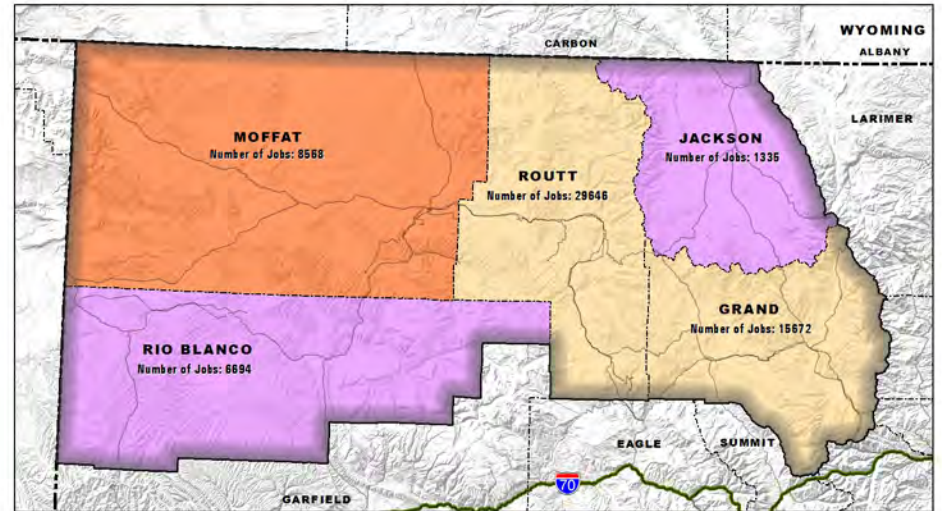 WYOMING
CARBON
ALBANY
LARIMER
MOFFAT
Number of Jobs: 8568
JACKSON
Number of Jobs: 1335
ROUTT
Number of Jobs: 29646
GRAND
Number of Jobs: 15672
RIO BLANCO
Number of Jobs: 6694
EAGLE
SUMMIT
70
GARFIELD